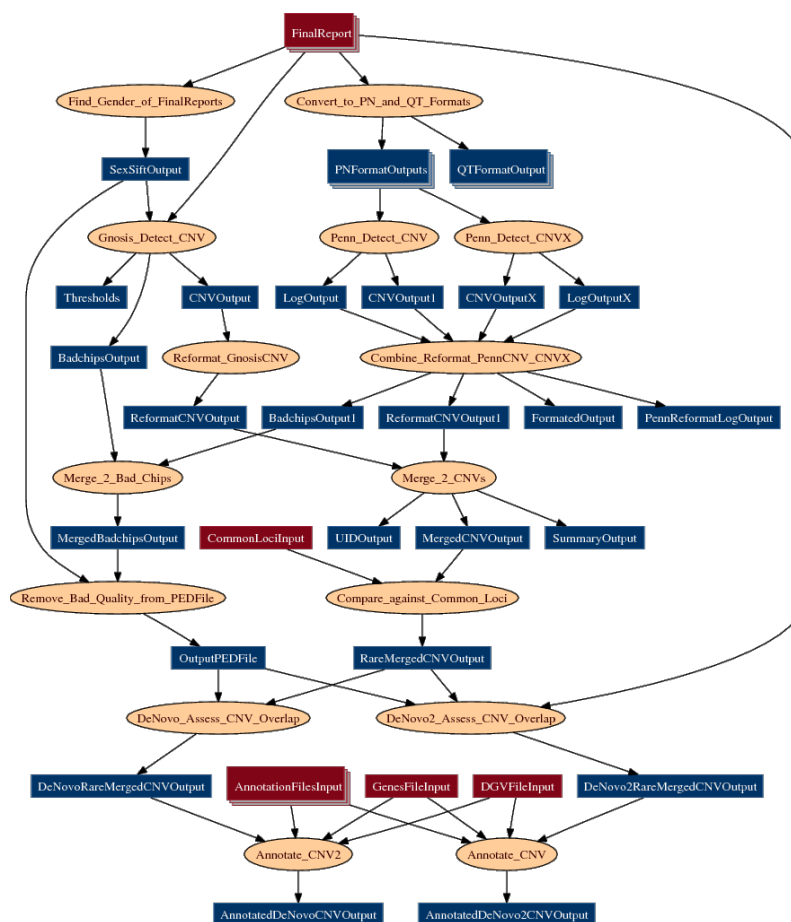 FinalReport
Find_Gender_of_FinalReports
Convert_to_PN_and_QT_Formats
SexSiftOutput
PNFormatOutputs
QTFormatOutput
Gnosis_Detect_CNV
Penn_Detect_CNV
Penn_Detect_CNVX
Thresholds
CNVOutput
LogOutput
CNVOutput1
CNVOutputX
LogOutputX
BadchipsOutput
Reformat_GnosisCNV
Combine_Reformat_PennCNV_CNVX
ReformatCNVOutput
BadchipsOutput1
ReformatCNVOutput1
FormatedOutput
PennReformatLogOutput
Merge_2_Bad_Chips
Merge_2_CNVs
MergedBadchipsOutput
CommonLociInput
UIDOutput
MergedCNVOutput
SummaryOutput
Remove_Bad_Quality_from_PEDFile
Compare_against_Common_Loci
OutputPEDFile
RareMergedCNVOutput
DeNovo_Assess_CNV_Overlap
DeNovo2_Assess_CNV_Overlap
DeNovoRareMergedCNVOutput
AnnotationFilesInput
GenesFileInput
DGVFileInput
DeNovo2RareMergedCNVOutput
Annotate_CNV2
Annotate_CNV
AnnotatedDeNovoCNVOutput
AnnotatedDeNovo2CNVOutput